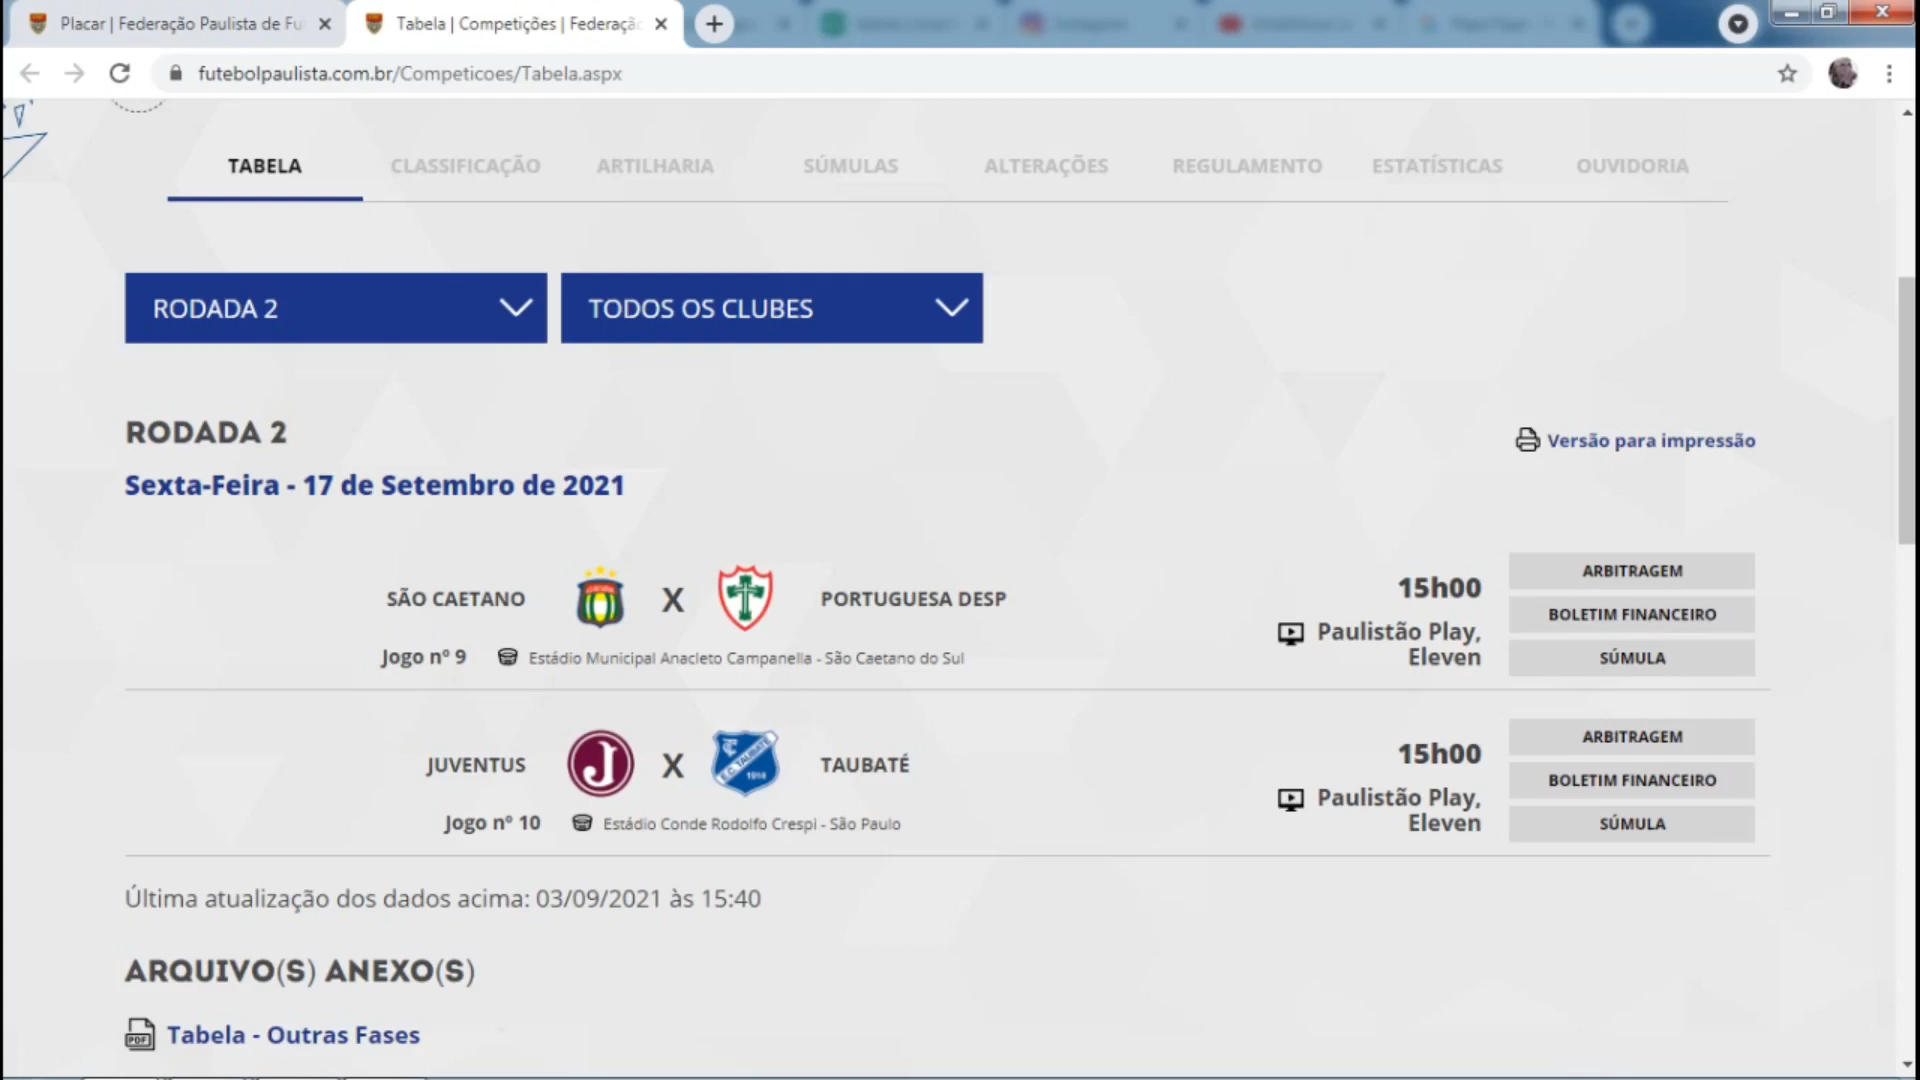 Placar | Federação Paulista de Fu
Tabela | Competições | Federação
futebolpaulista.com.br/Competicoes/Tabela.aspx
TABELA CLASSIFICAÇÃO ARTILHARIA SÚMULAS ALTERAÇÕES REGULAMENTO ESTATÍSTICAS OUVIDORIA
RODADA 2 TODOS OS CLUBES
RODADA 2
Versão para impressão
Sexta-Feira - 17 de Setembro de 2021
SÃO CAETANO X PORTUGUESA DESP
Jogo nº 9 Estádio Municipal Anacleto Campanella - São Caetano do Sul
15h00
Paulistão Play,
Eleven
ARBITRAGEM
BOLETIM FINANCEIRO
SÚMULA
JUVENTUS J X E.C. TAUBATÉ 1914 TAUBATÉ
Jogo nº 10 Estádio Conde Rodolfo Crespi - São Paulo
15h00
Paulistão Play,
Eleven
ARBITRAGEM
BOLETIM FINANCEIRO
SÚMULA
Última atualização dos dados acima: 03/09/2021 às 15:40
ARQUIVO(S) ANEXO(S)
PDF Tabela - Outras Fases